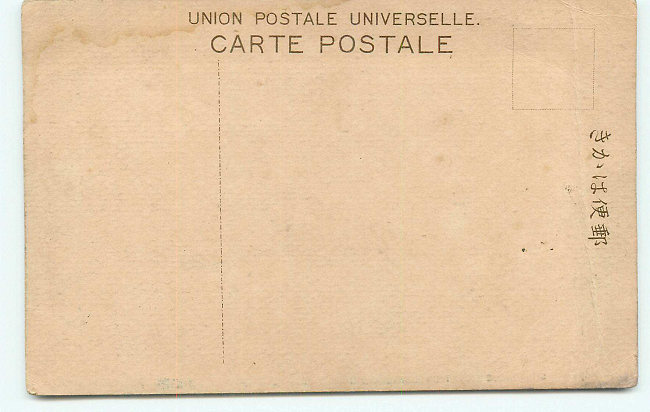 UNION POSTALE UNIVERSELLE.
CARTE POSTALE
郵便はかき